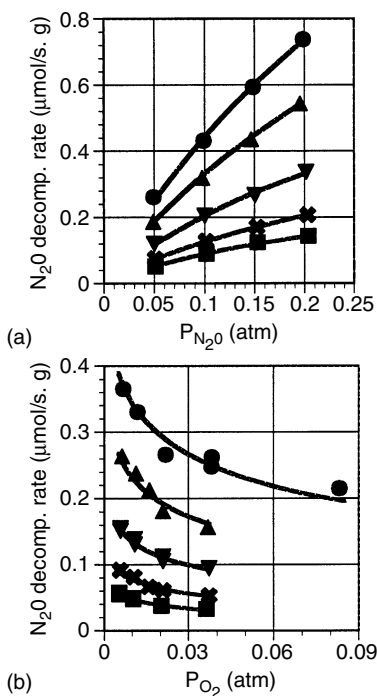 0.8
0.6
0.4
0.2
0
0 0.05 0.1 0.15 0.2 0.25
N₂0 decomp. rate (μmol/s. g)
P_N₂0 (atm)
(a)
0.4
0.3
0.2
0.1
0
0 0.03 0.06 0.09
N₂0 decomp. rate (μmol/s. g)
P_O₂ (atm)
(b)